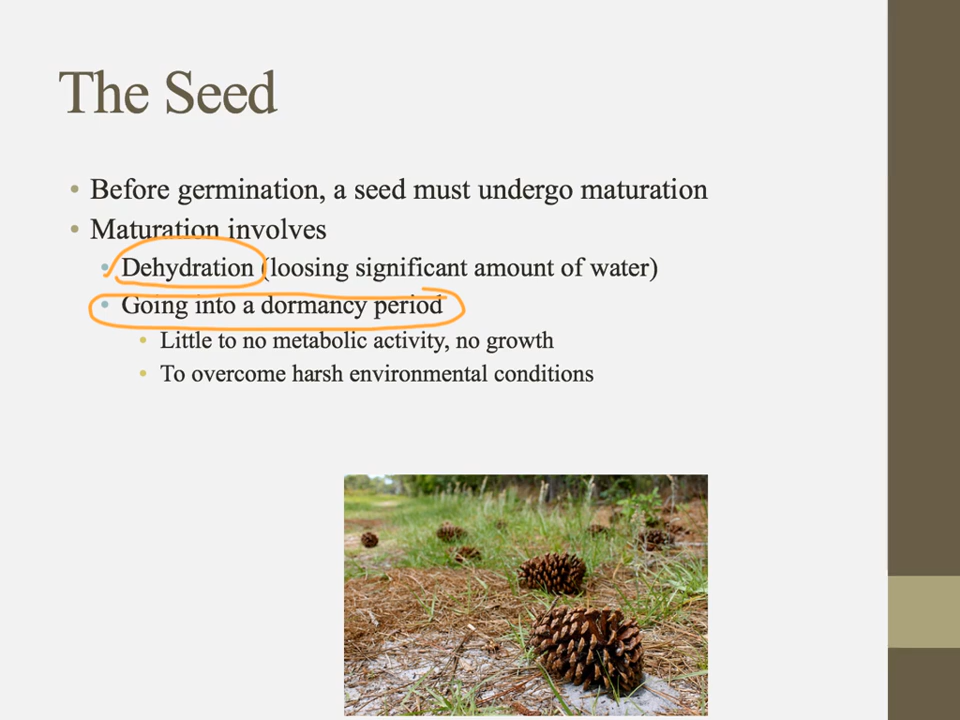 The Seed
• Before germination, a seed must undergo maturation
• Maturation involves
• Dehydration (loosing significant amount of water)
• Going into a dormancy period
• Little to no metabolic activity, no growth
• To overcome harsh environmental conditions